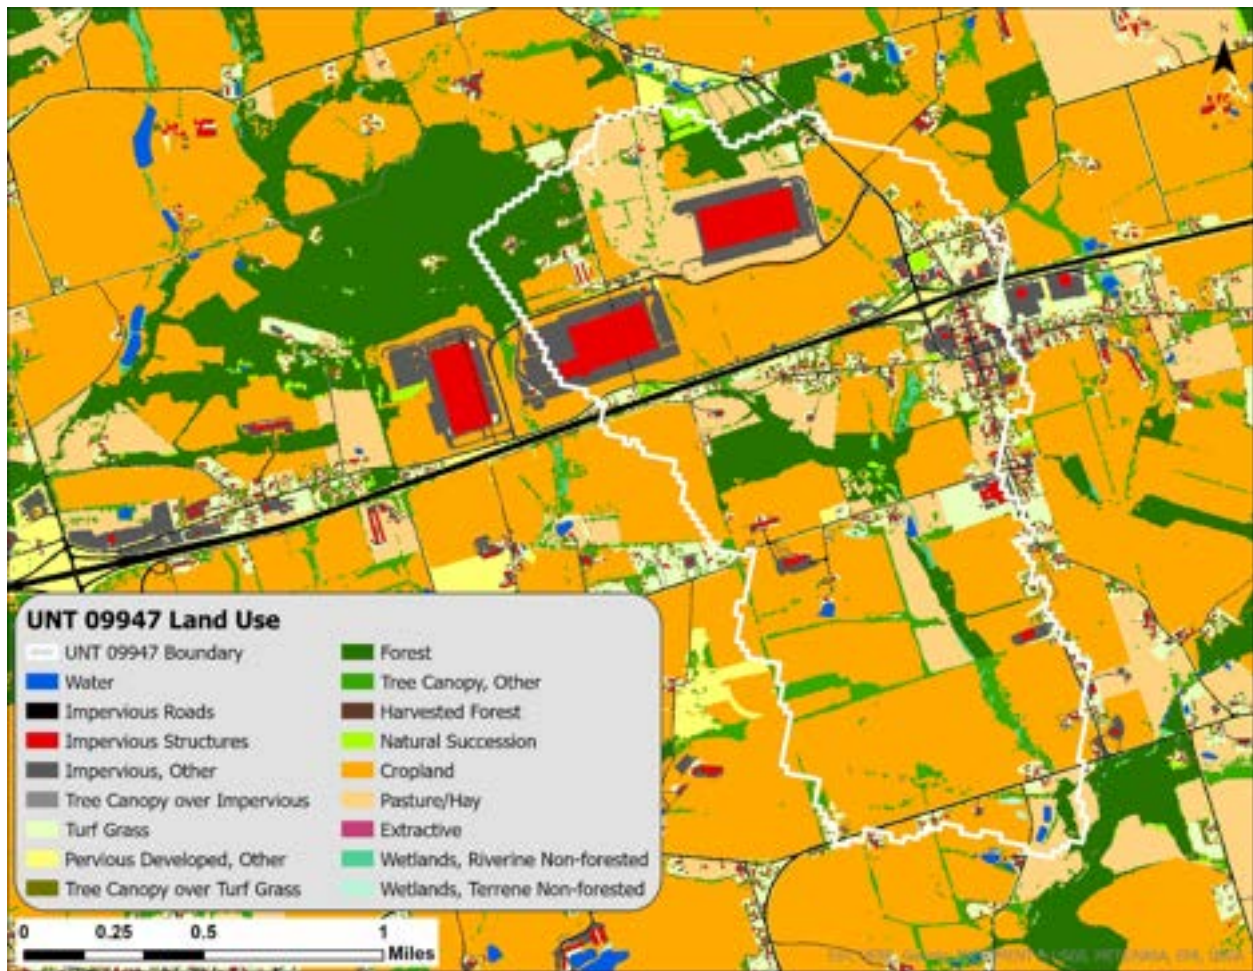 UNT 09947 Land Use
UNT 09947 Boundary
Water
Impervious Roads
Impervious Structures
Impervious, Other
Tree Canopy over Impervious
Turf Grass
Pervious Developed, Other
Tree Canopy over Turf Grass
Forest
Tree Canopy, Other
Harvested Forest
Natural Succession
Cropland
Pasture/Hay
Extractive
Wetlands, Riverine Non-forested
Wetlands, Terrene Non-forested
0 0.25 0.5 1
Miles